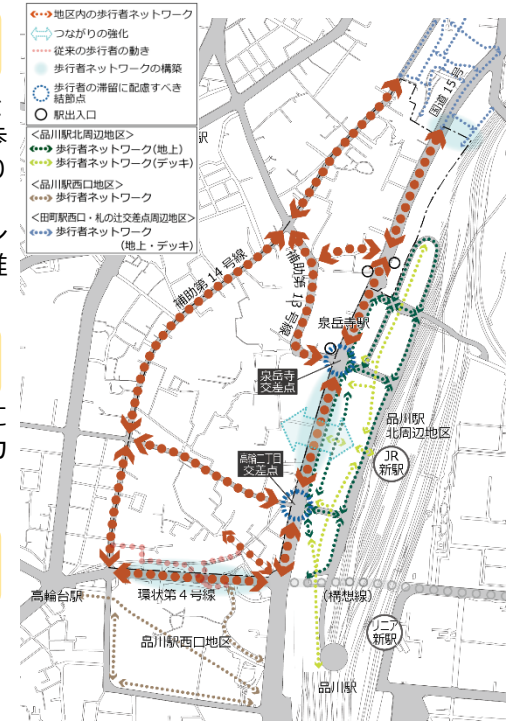 地区内の歩行者ネットワーク
つながりの強化
従来の歩行者の動き
歩行者ネットワークの構築
歩行者の滞留に配慮すべき
結節点
駅出入口
<品川駅北周辺地区>
歩行者ネットワーク(地上)
歩行者ネットワーク(デッキ)
<品川駅西口地区>
歩行者ネットワーク
<田町駅西口・札の辻交差点周辺地区>
歩行者ネットワーク
(地上・デッキ)
駅
国道15号
補助第14号線
補助第13号線
泉岳寺駅
泉岳寺
交差点
品川駅
北周辺地区
JR
新駅
高輪二丁目
交差点
高輪台駅
環状第4号線
(構想線)
リニア
新駅
品川駅西口地区
品川駅